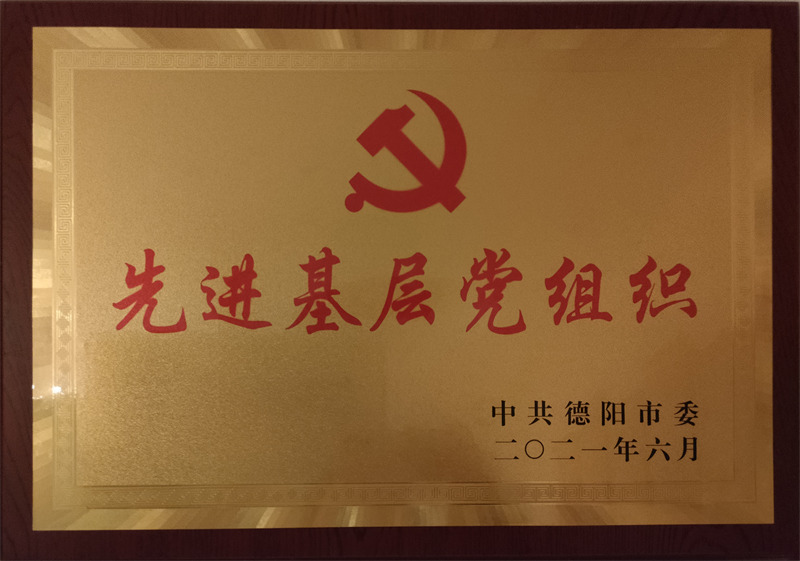 先进基层党组织
中共德阳市委
二〇二一年六月